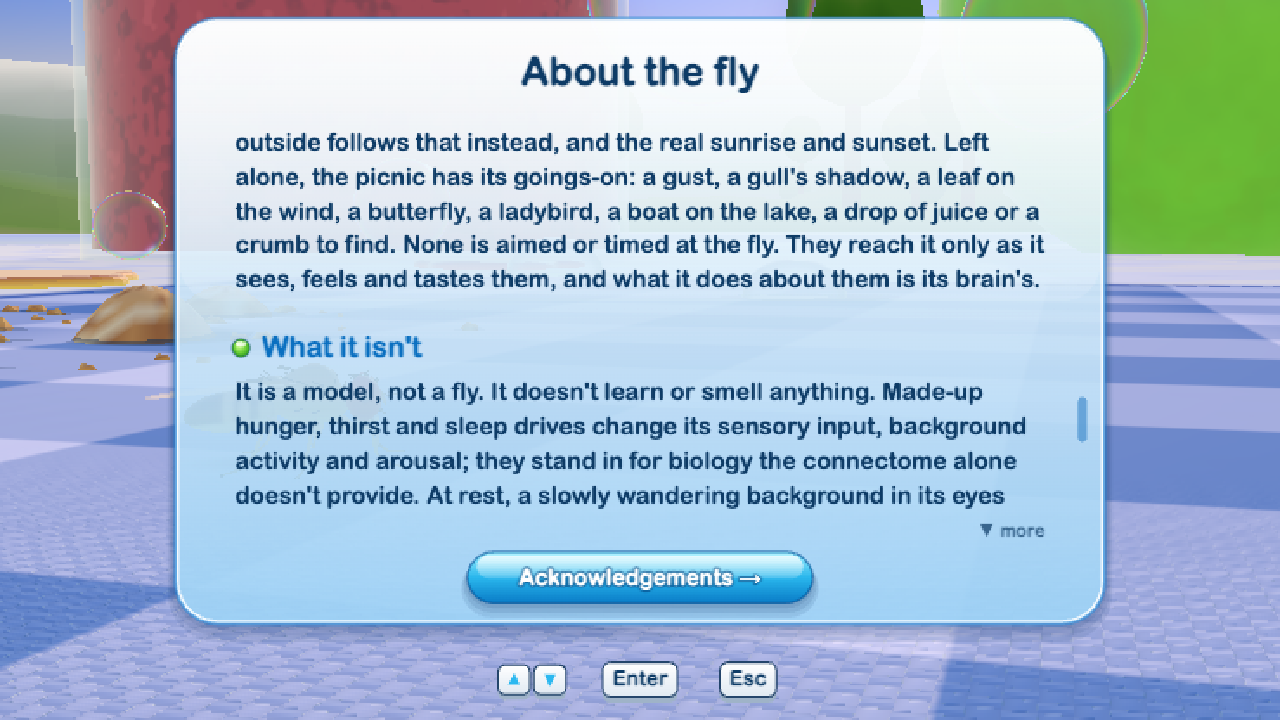 About the fly
outside follows that instead, and the real sunrise and sunset. Left
alone, the picnic has its goings-on: a gust, a gull's shadow, a leaf on
the wind, a butterfly, a ladybird, a boat on the lake, a drop of juice or a
crumb to find. None is aimed or timed at the fly. They reach it only as it
sees, feels and tastes them, and what it does about them is its brain's.
What it isn't
It is a model, not a fly. It doesn't learn or smell anything. Made-up
hunger, thirst and sleep drives change its sensory input, background
activity and arousal; they stand in for biology the connectome alone
doesn't provide. At rest, a slowly wandering background in its eyes
▼ more
Acknowledgements →
▲ ▼ Enter Esc